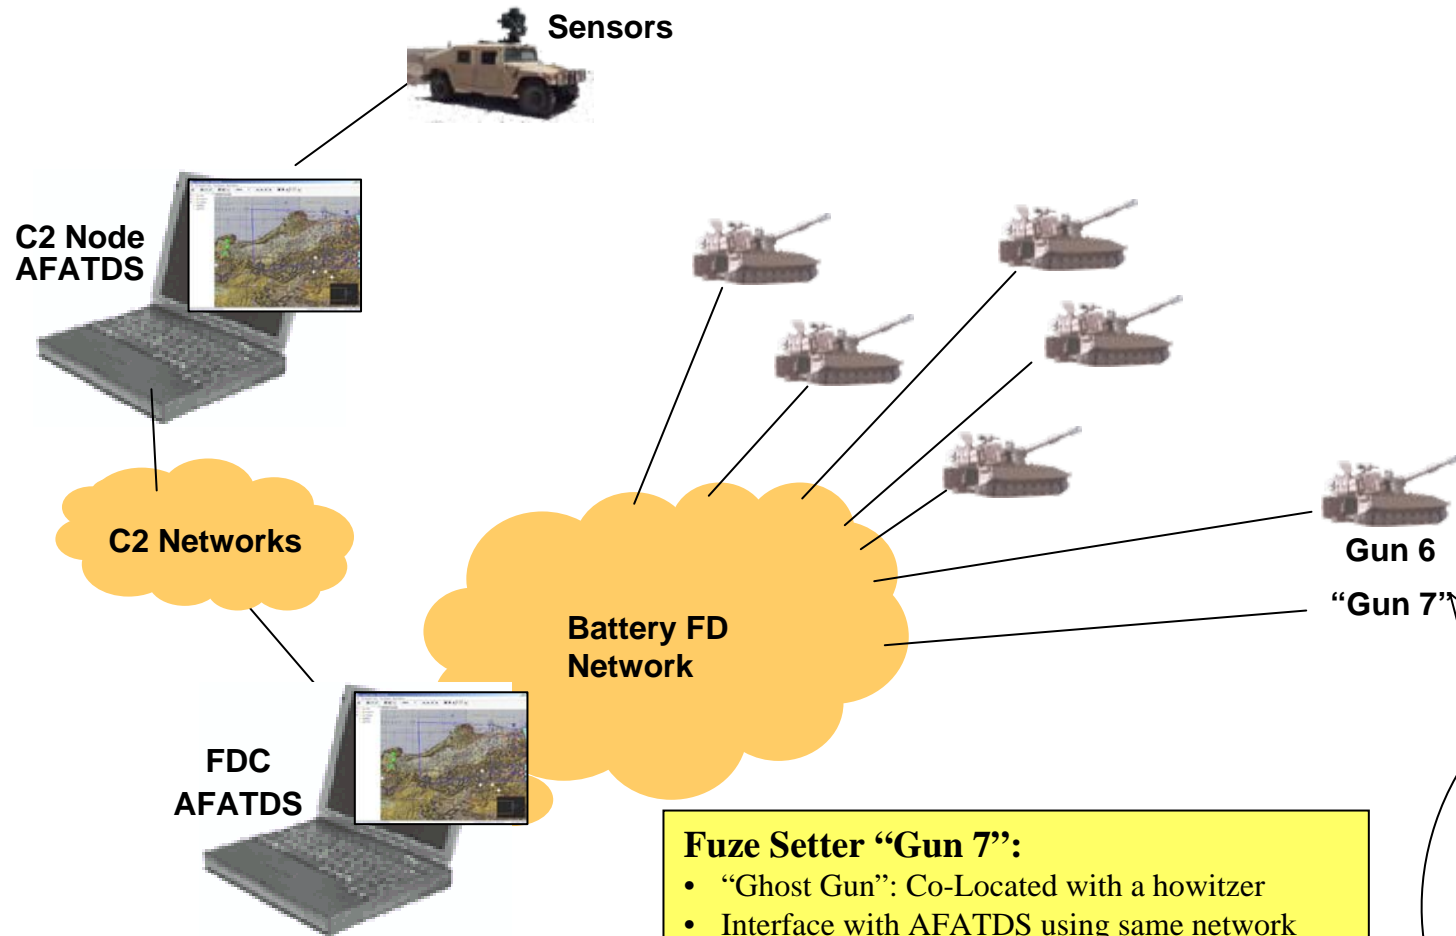 Sensors
C2 Node
AFATDS
C2 Networks
Gun 6
“Gun 7”
Battery FD
Network
FDC
AFATDS
Fuze Setter “Gun 7”:
• “Ghost Gun”: Co-Located with a howitzer
• Interface with AFATDS using same network